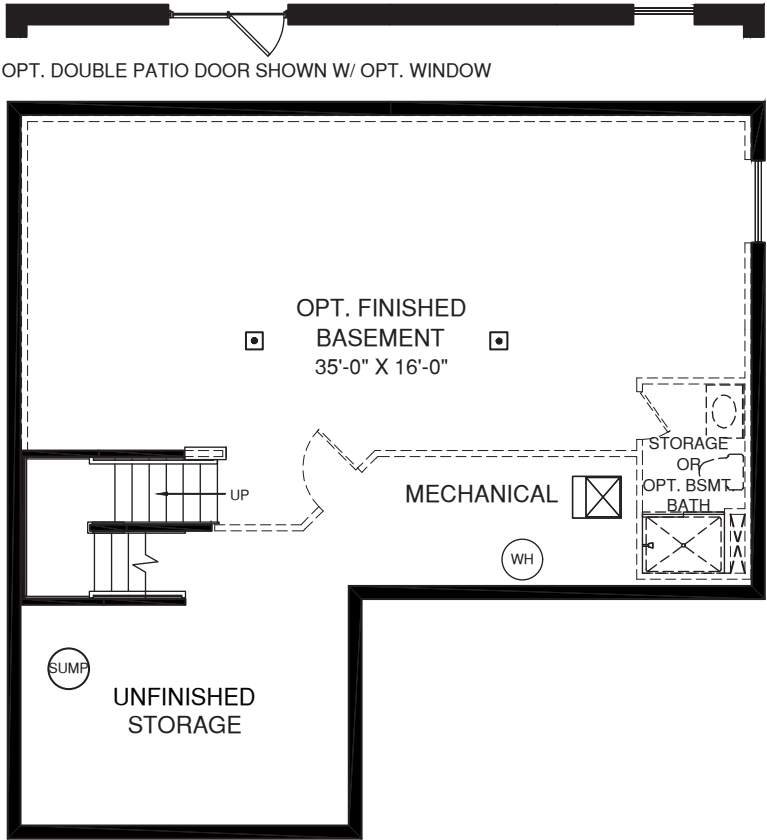 OPT. DOUBLE PATIO DOOR SHOWN W/ OPT. WINDOW
OPT. FINISHED
BASEMENT
35'-0" X 16'-0"
STORAGE
OR
OPT. BSMT.
BATH
UP
MECHANICAL
WH
SUMP
UNFINISHED
STORAGE